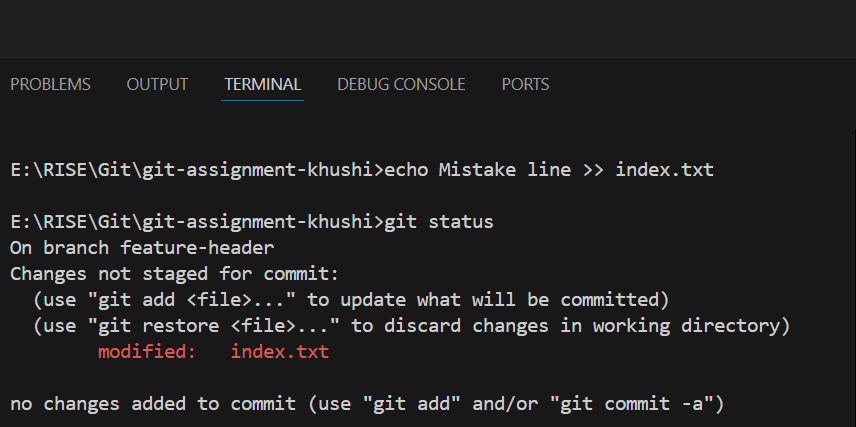 PROBLEMS OUTPUT TERMINAL DEBUG CONSOLE PORTS
E:\RISE\Git\git-assignment-khushi>echo Mistake line >> index.txt
E:\RISE\Git\git-assignment-khushi>git status
On branch feature-header
Changes not staged for commit:
  (use "git add <file>..." to update what will be committed)
  (use "git restore <file>..." to discard changes in working directory)
        modified:   index.txt
no changes added to commit (use "git add" and/or "git commit -a")